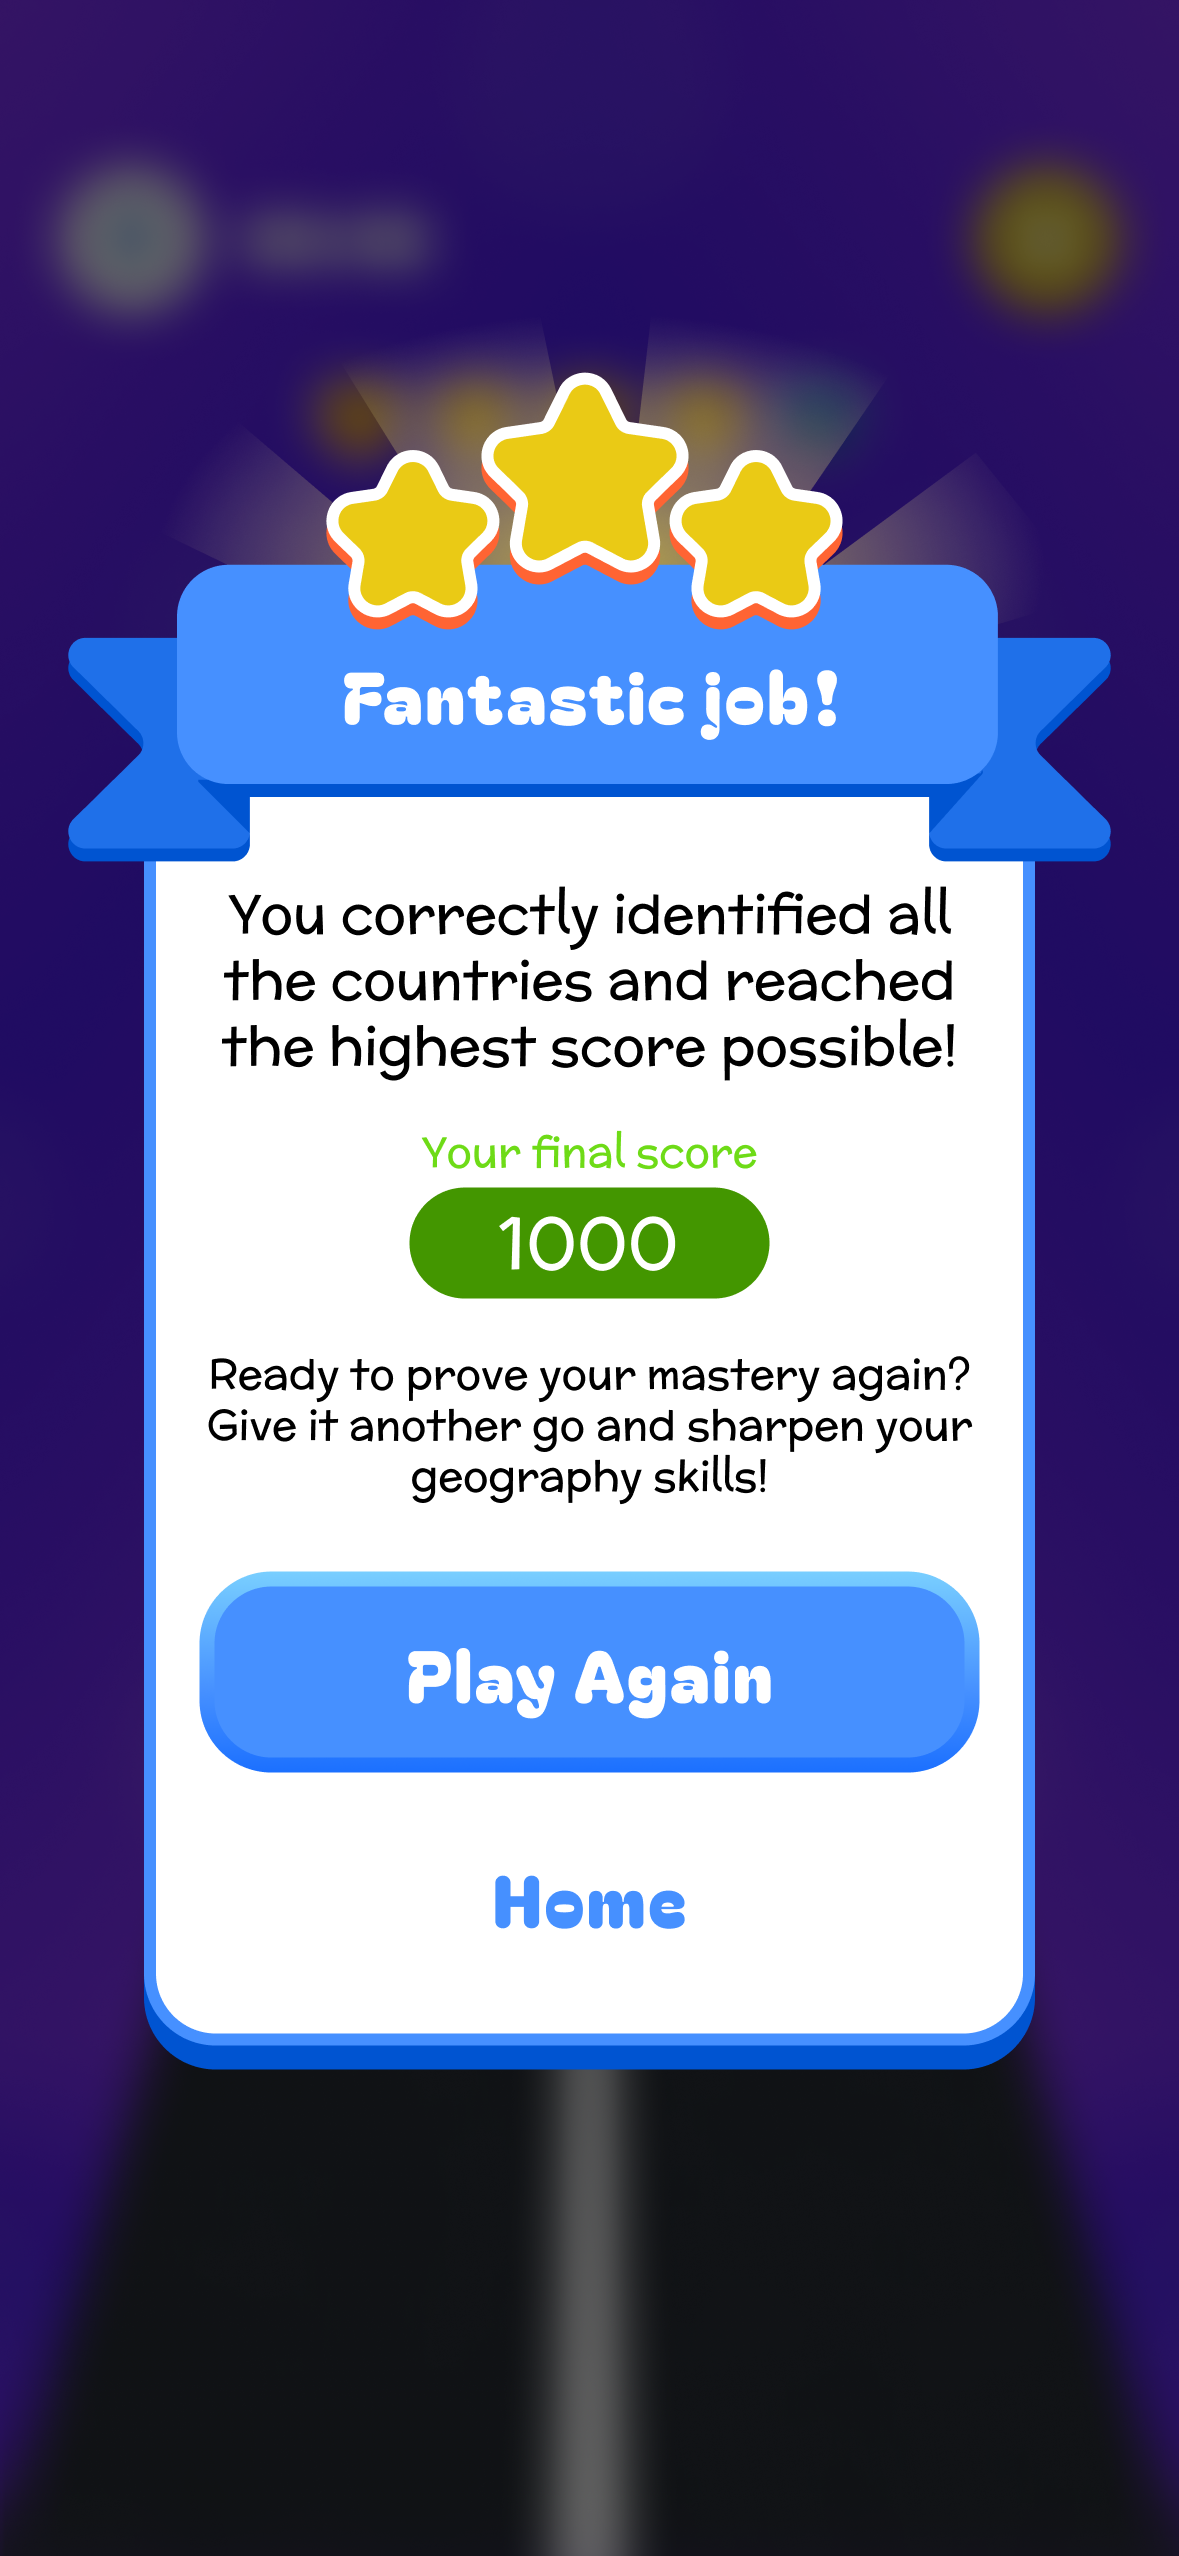 Fantastic job!
You correctly identified all
the countries and reached
the highest score possible!
Your final score
1000
Ready to prove your mastery again?
Give it another go and sharpen your
geography skills!
Play Again
Home